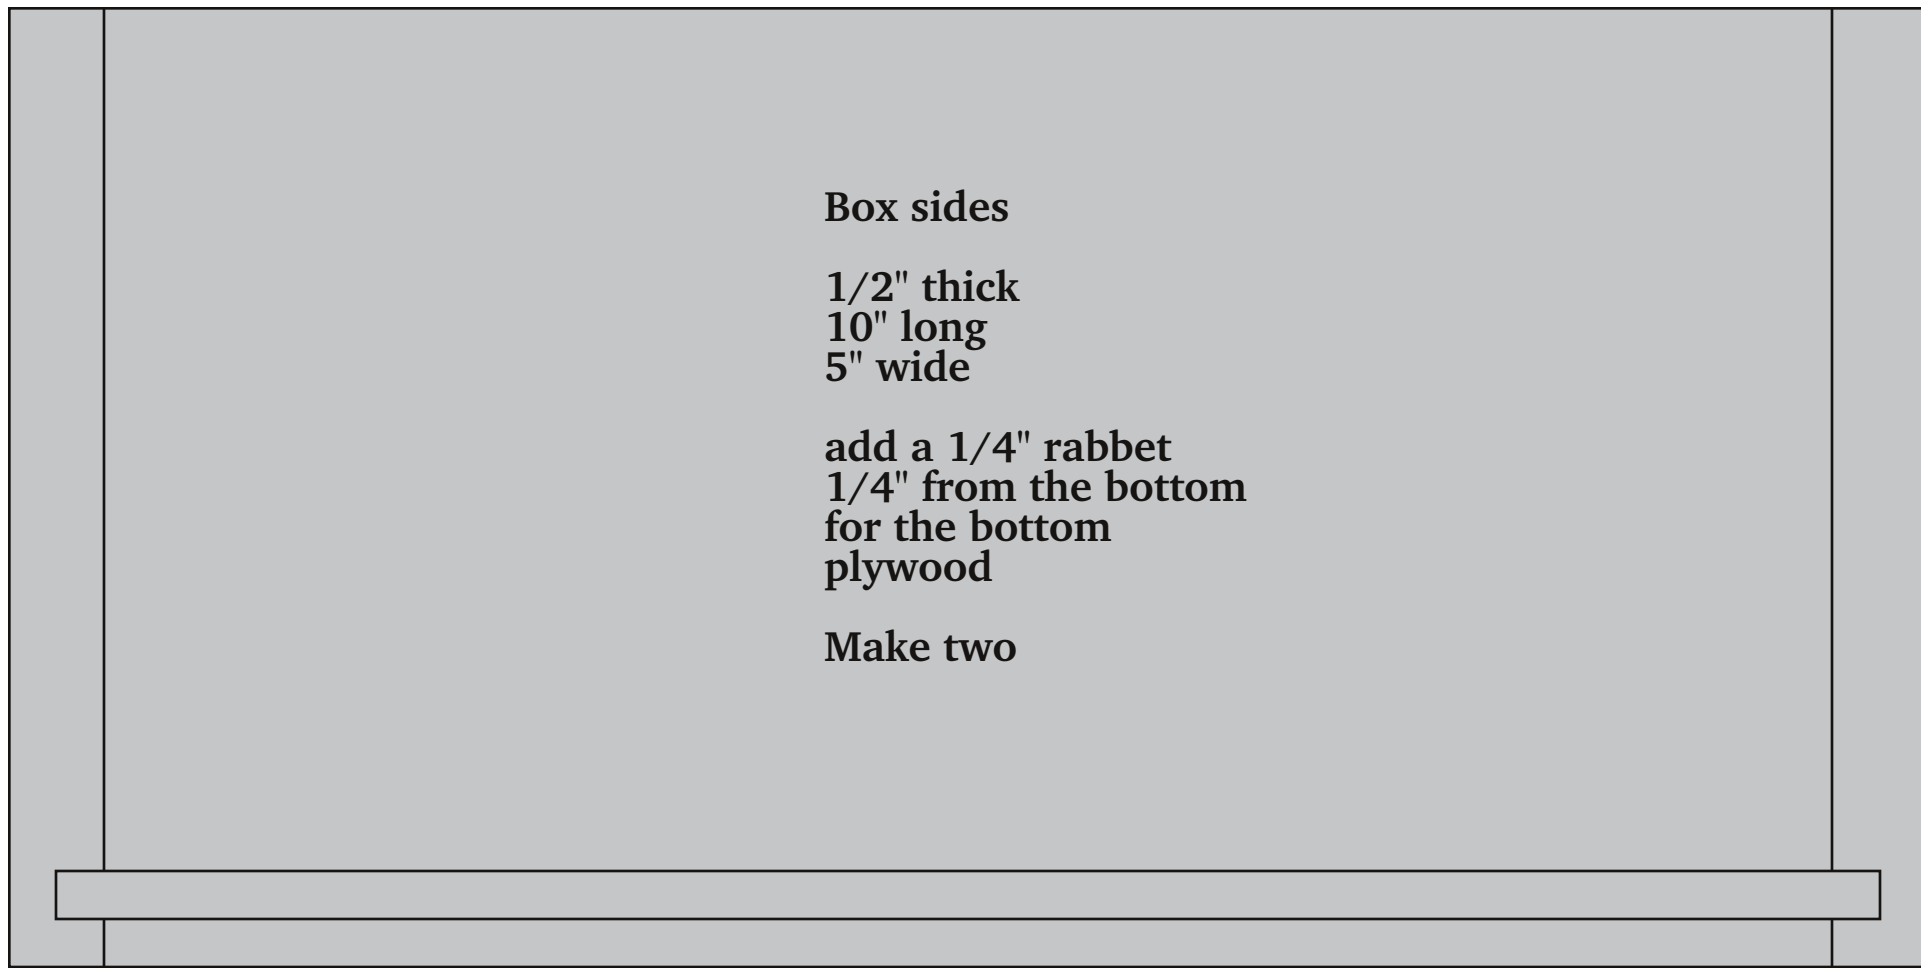 Box sides
1/2" thick
10" long
5" wide
add a 1/4" rabbet
1/4" from the bottom
for the bottom
plywood
Make two